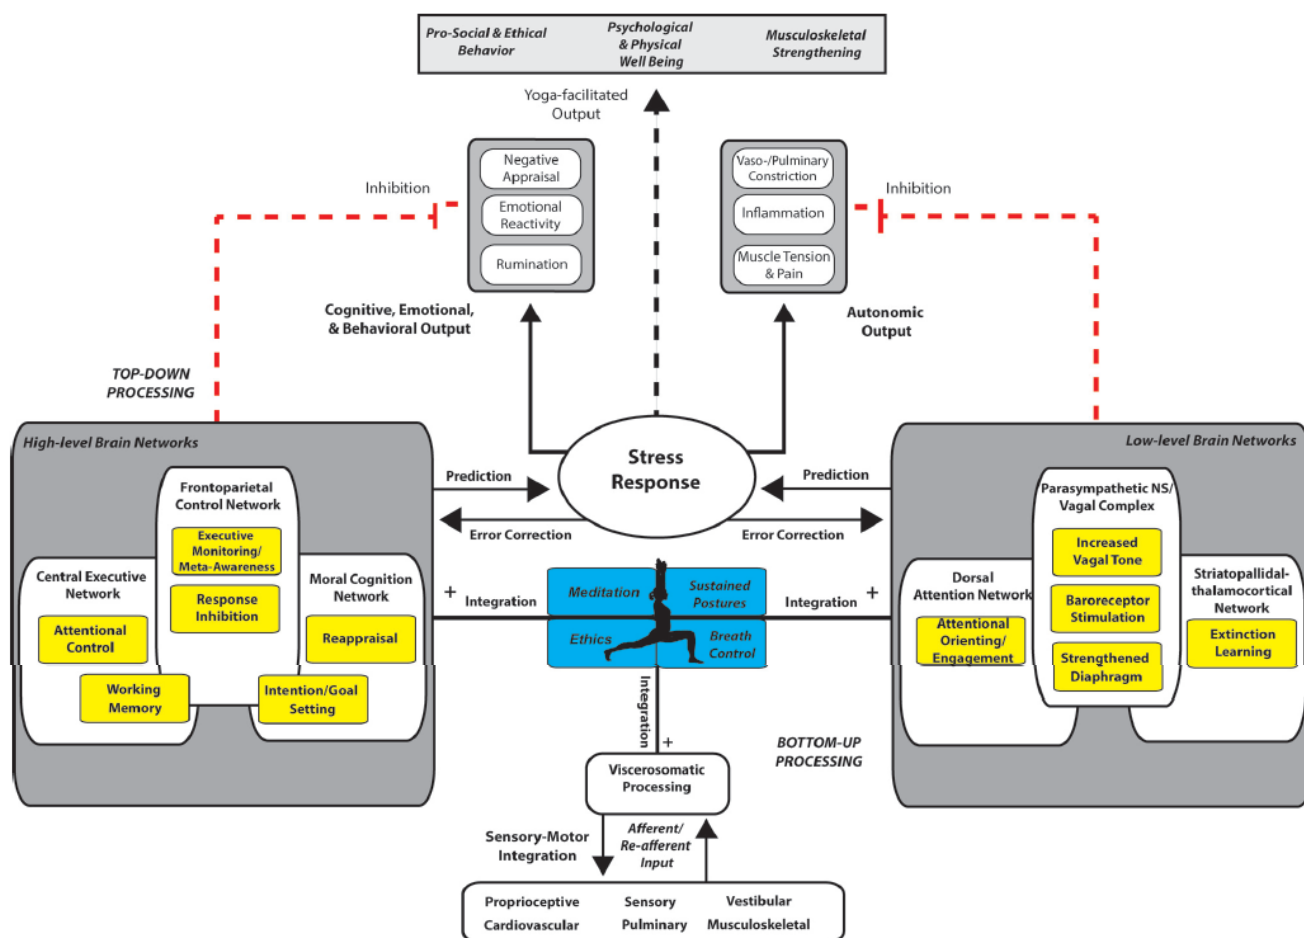 Pro-Social & Ethical
Behavior
Psychological
& Physical
Well Being
Musculoskeletal
Strengthening
Yoga-facilitated
Output
Inhibition
Negative
Appraisal
Emotional
Reactivity
Rumination
Vaso-/Pulminary
Constriction
Inflammation
Muscle Tension
& Pain
Inhibition
Cognitive, Emotional,
& Behavioral Output
Autonomic
Output
TOP-DOWN
PROCESSING
High-level Brain Networks
Frontoparietal
Control Network
Executive
Monitoring/
Meta-Awareness
Response
Inhibition
Central Executive
Network
Attentional
Control
Working
Memory
Moral Cognition
Network
Reappraisal
Intention/Goal
Setting
Stress
Response
Prediction
Error Correction
+
Integration
Prediction
Error Correction
Integration
+
Meditation
Sustained
Postures
Ethics
Breath
Control
Low-level Brain Networks
Parasympathetic NS/
Vagal Complex
Increased
Vagal Tone
Baroreceptor
Stimulation
Strengthened
Diaphragm
Dorsal
Attention Network
Attentional
Orienting/
Engagement
Striatopallidal-
thalamocortical
Network
Extinction
Learning
Integration
+
BOTTOM-UP
PROCESSING
Viscerosomatic
Processing
Sensory-Motor
Integration
Afferent/
Re-afferent
Input
Proprioceptive Sensory Vestibular
Cardiovascular Pulminary Musculoskeletal